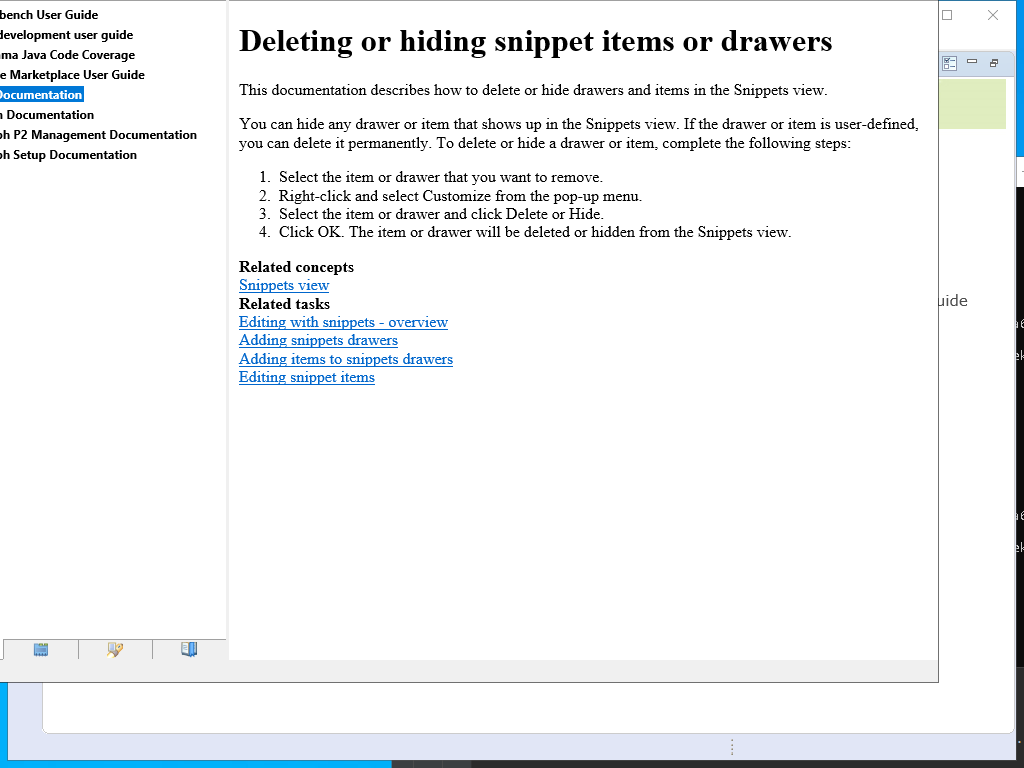 bench User Guide
development user guide
ma Java Code Coverage
e Marketplace User Guide
Documentation
n Documentation
ph P2 Management Documentation
ph Setup Documentation
Deleting or hiding snippet items or drawers
This documentation describes how to delete or hide drawers and items in the Snippets view.
You can hide any drawer or item that shows up in the Snippets view. If the drawer or item is user-defined,
you can delete it permanently. To delete or hide a drawer or item, complete the following steps:
1. Select the item or drawer that you want to remove.
2. Right-click and select Customize from the pop-up menu.
3. Select the item or drawer and click Delete or Hide.
4. Click OK. The item or drawer will be deleted or hidden from the Snippets view.
Related concepts
Snippets view
Related tasks
Editing with snippets - overview
Adding snippets drawers
Adding items to snippets drawers
Editing snippet items
uide